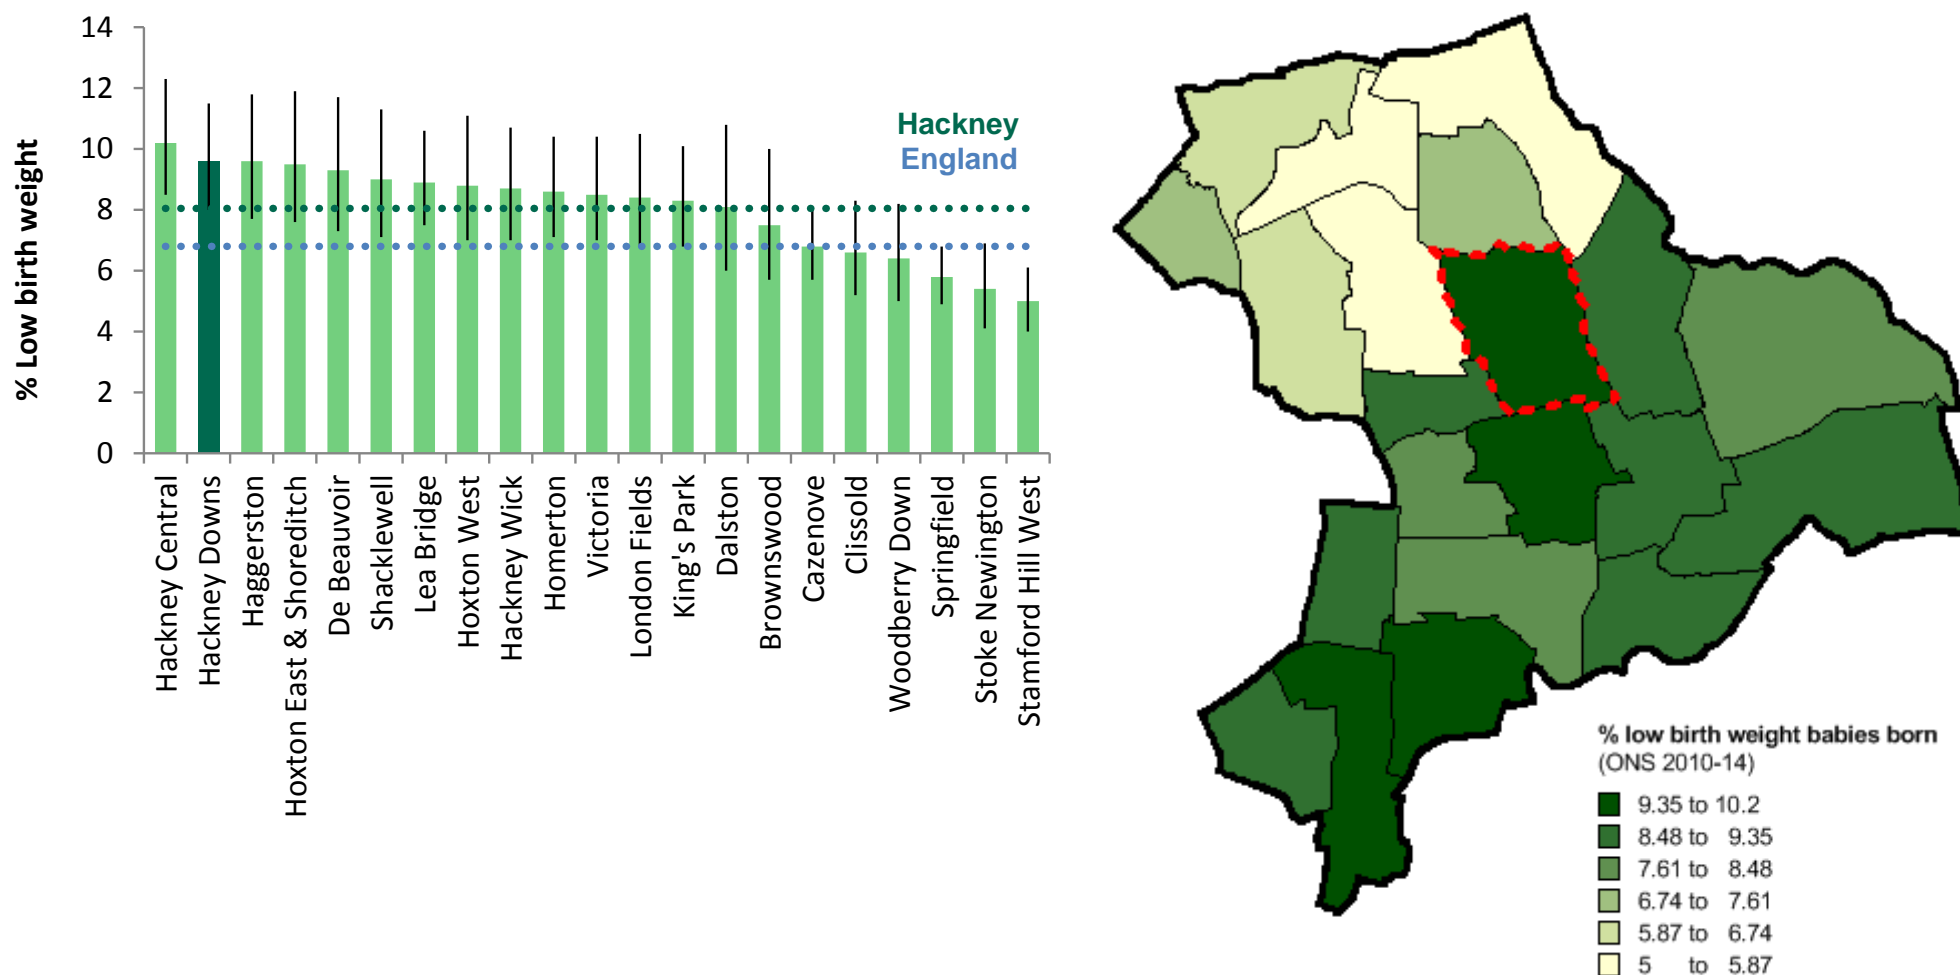 % Low birth weight
14
12
10
8
6
4
2
0
Hackney
England
Hackney Central
Hackney Downs
Haggerston
Hoxton East & Shoreditch
De Beauvoir
Shacklewell
Lea Bridge
Hoxton West
Hackney Wick
Homerton
Victoria
London Fields
King's Park
Dalston
Brownswood
Cazenove
Clissold
Woodberry Down
Springfield
Stoke Newington
Stamford Hill West
% low birth weight babies born
(ONS 2010-14)
9.35 to 10.2
8.48 to 9.35
7.61 to 8.48
6.74 to 7.61
5.87 to 6.74
5 to 5.87